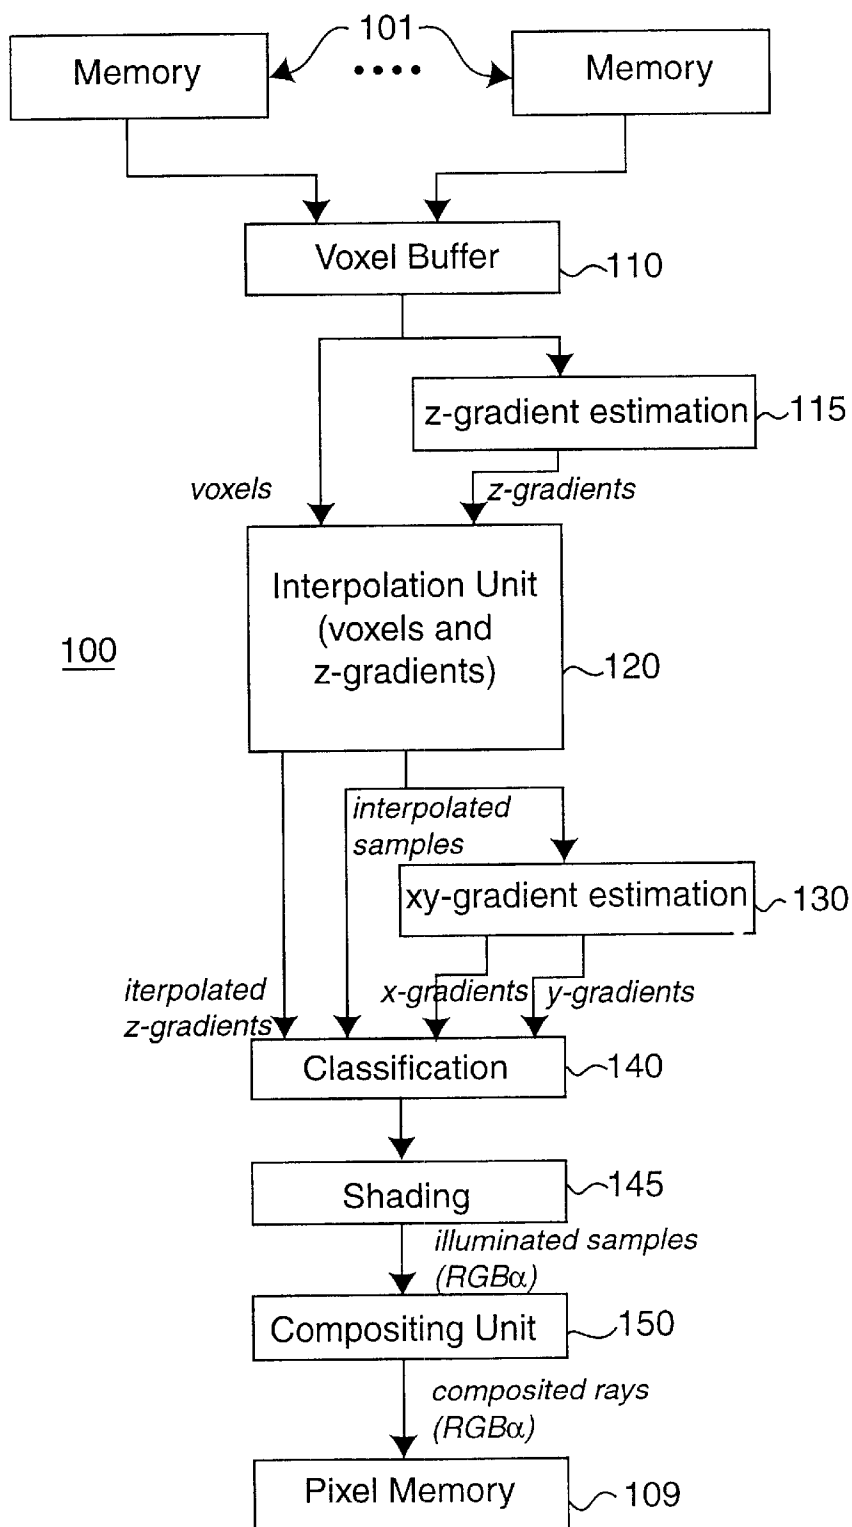 101
Memory
Memory
Voxel Buffer
110
z-gradient estimation
115
voxels
z-gradients
Interpolation Unit
(voxels and
z-gradients)
100
120
interpolated
samples
xy-gradient estimation
130
iterpolated
z-gradients
x-gradients
y-gradients
Classification
140
Shading
145
illuminated samples
(RGBα)
Compositing Unit
150
composited rays
(RGBα)
Pixel Memory
109